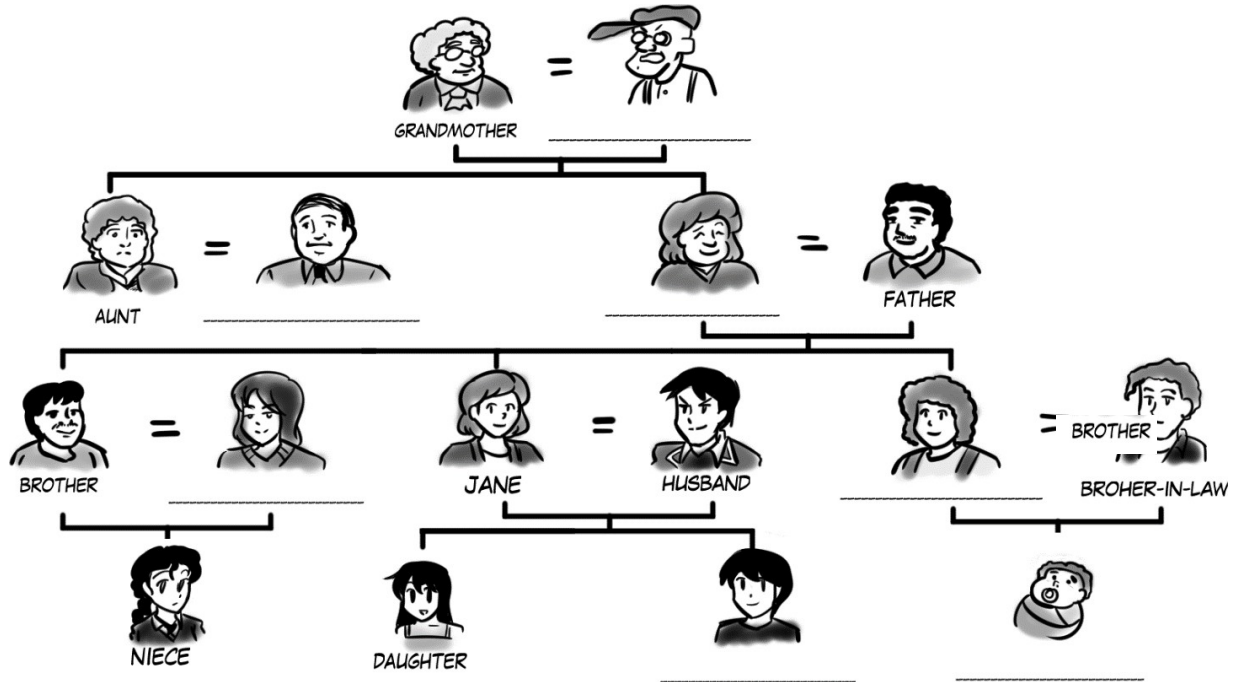 GRANDMOTHER
AUNT
FATHER
BROTHER
JANE
HUSBAND
BROTHER
BROHER-IN-LAW
NIECE
DAUGHTER